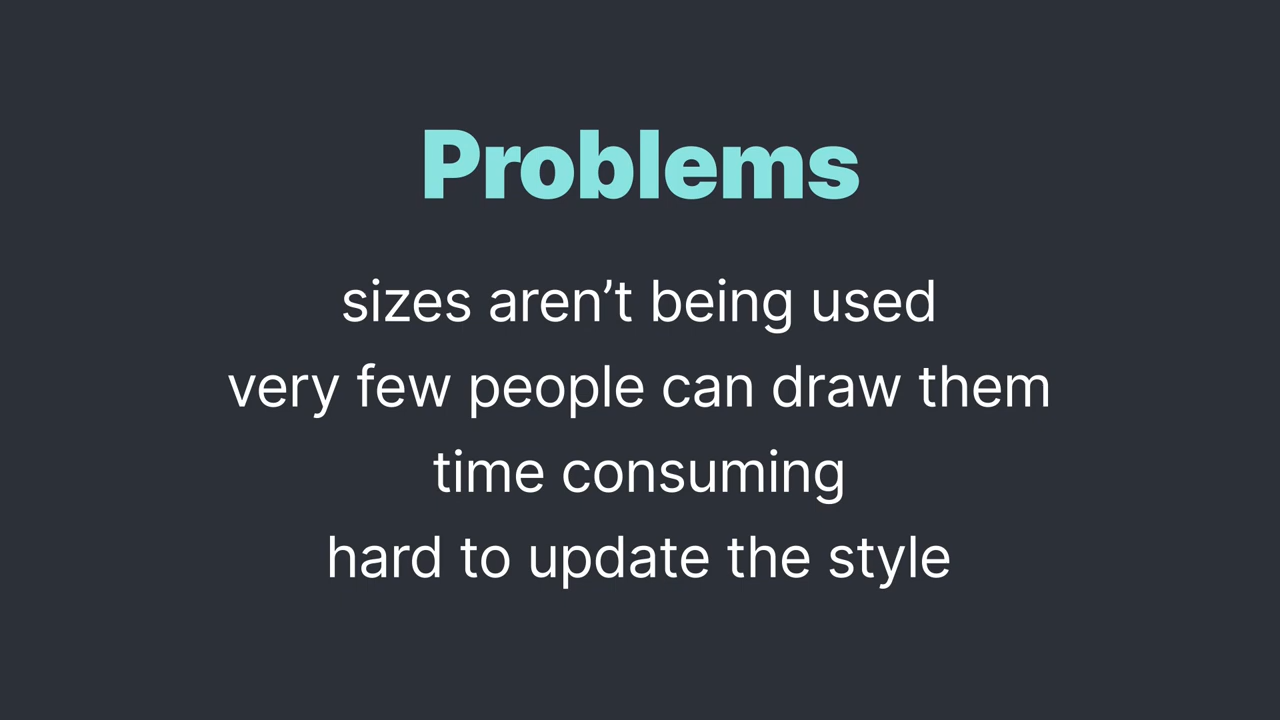 Problems
sizes aren’t being used
very few people can draw them
time consuming
hard to update the style